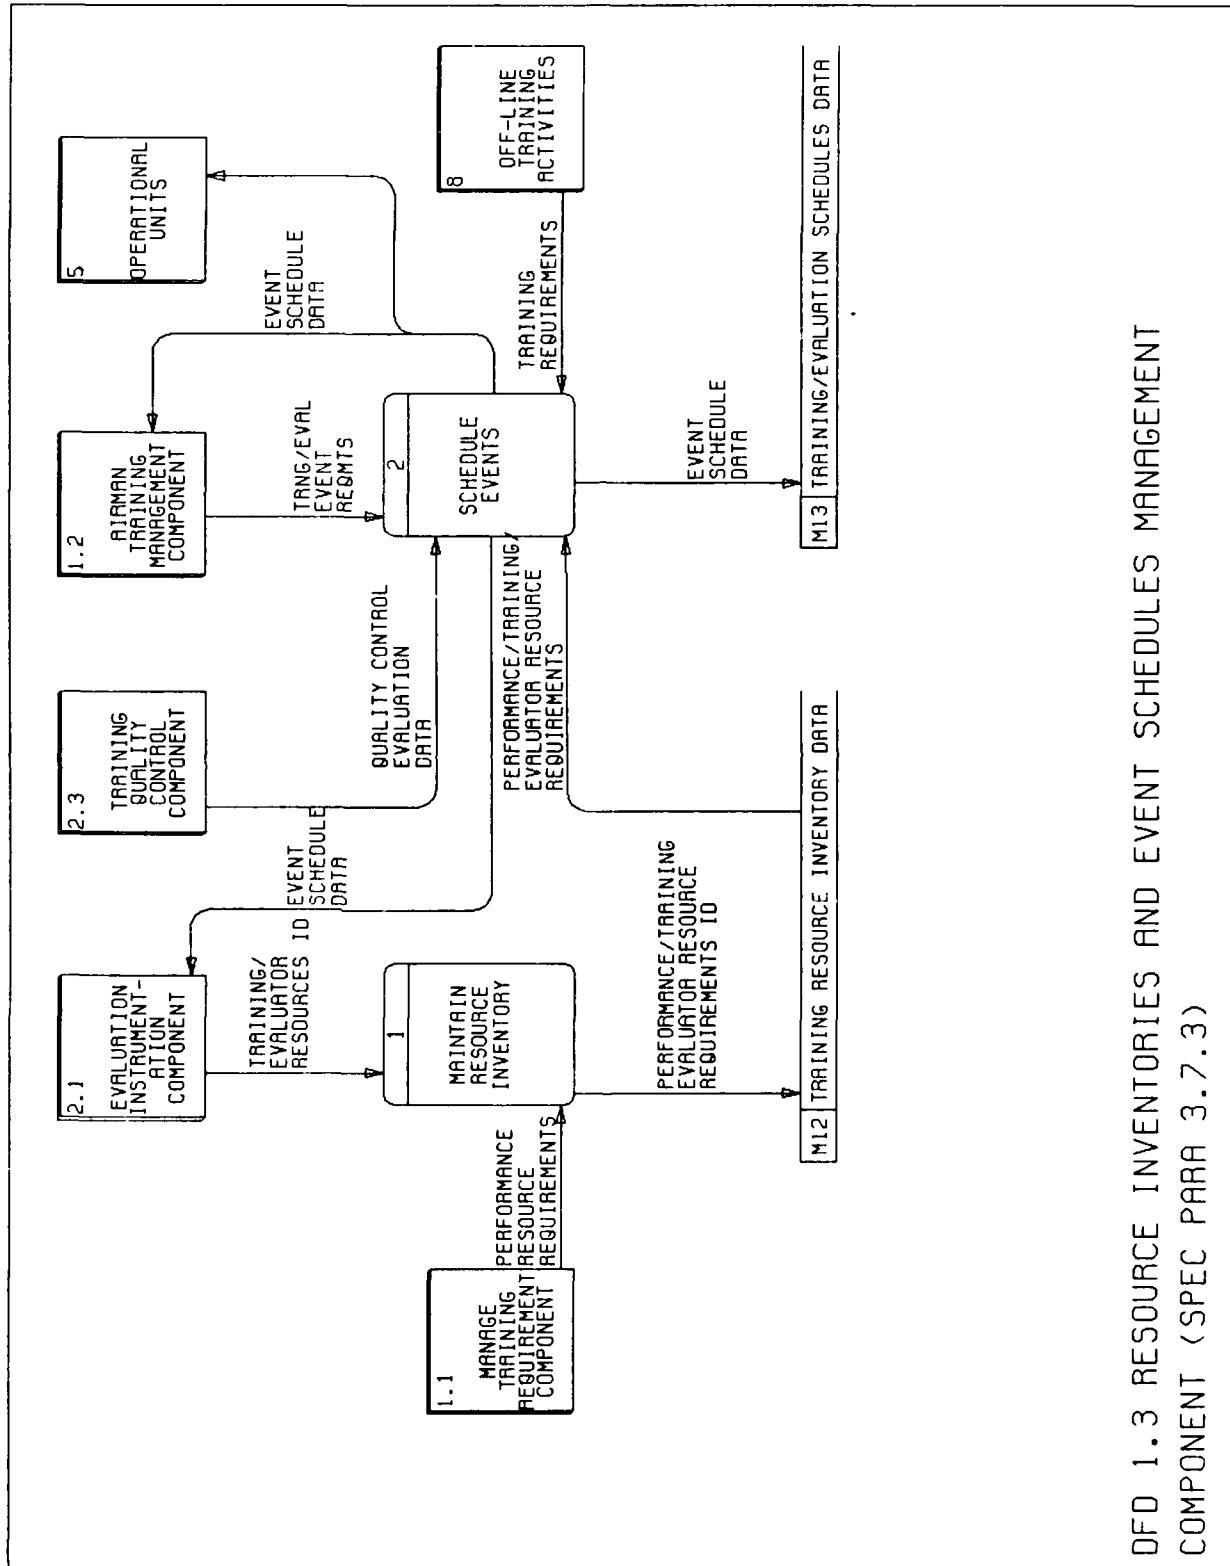 2.1
EVALUATION
INSTRUMENT-
ATION
COMPONENT
2.3
TRAINING
QUALITY
CONTROL
COMPONENT
1.2
AIRMAN
TRAINING
MANAGEMENT
COMPONENT
5
OPERATIONAL
UNITS
TRAINING/
EVALUATOR
RESOURCES ID
EVENT
SCHEDULE
DATA
QUALITY CONTROL
EVALUATION
DATA
TRNG/EVAL
EVENT
REQMTS
EVENT
SCHEDULE
DATA
1.1
MANAGE
TRAINING
REQUIREMENT
COMPONENT
PERFORMANCE
RESOURCE
REQUIREMENTS
1
MAINTAIN
RESOURCE
INVENTORY
PERFORMANCE/TRAINING/
EVALUATOR RESOURCE
REQUIREMENTS
2
SCHEDULE
EVENTS
TRAINING
REQUIREMENTS
8
OFF-LINE
TRAINING
ACTIVITIES
PERFORMANCE/TRAINING
EVALUATOR RESOURCE
REQUIREMENTS ID
EVENT
SCHEDULE
DATA
M12 TRAINING RESOURCE INVENTORY DATA
M13 TRAINING/EVALUATION SCHEDULES DATA
DFD 1.3 RESOURCE INVENTORIES AND EVENT SCHEDULES MANAGEMENT
COMPONENT (SPEC PARA 3.7.3)